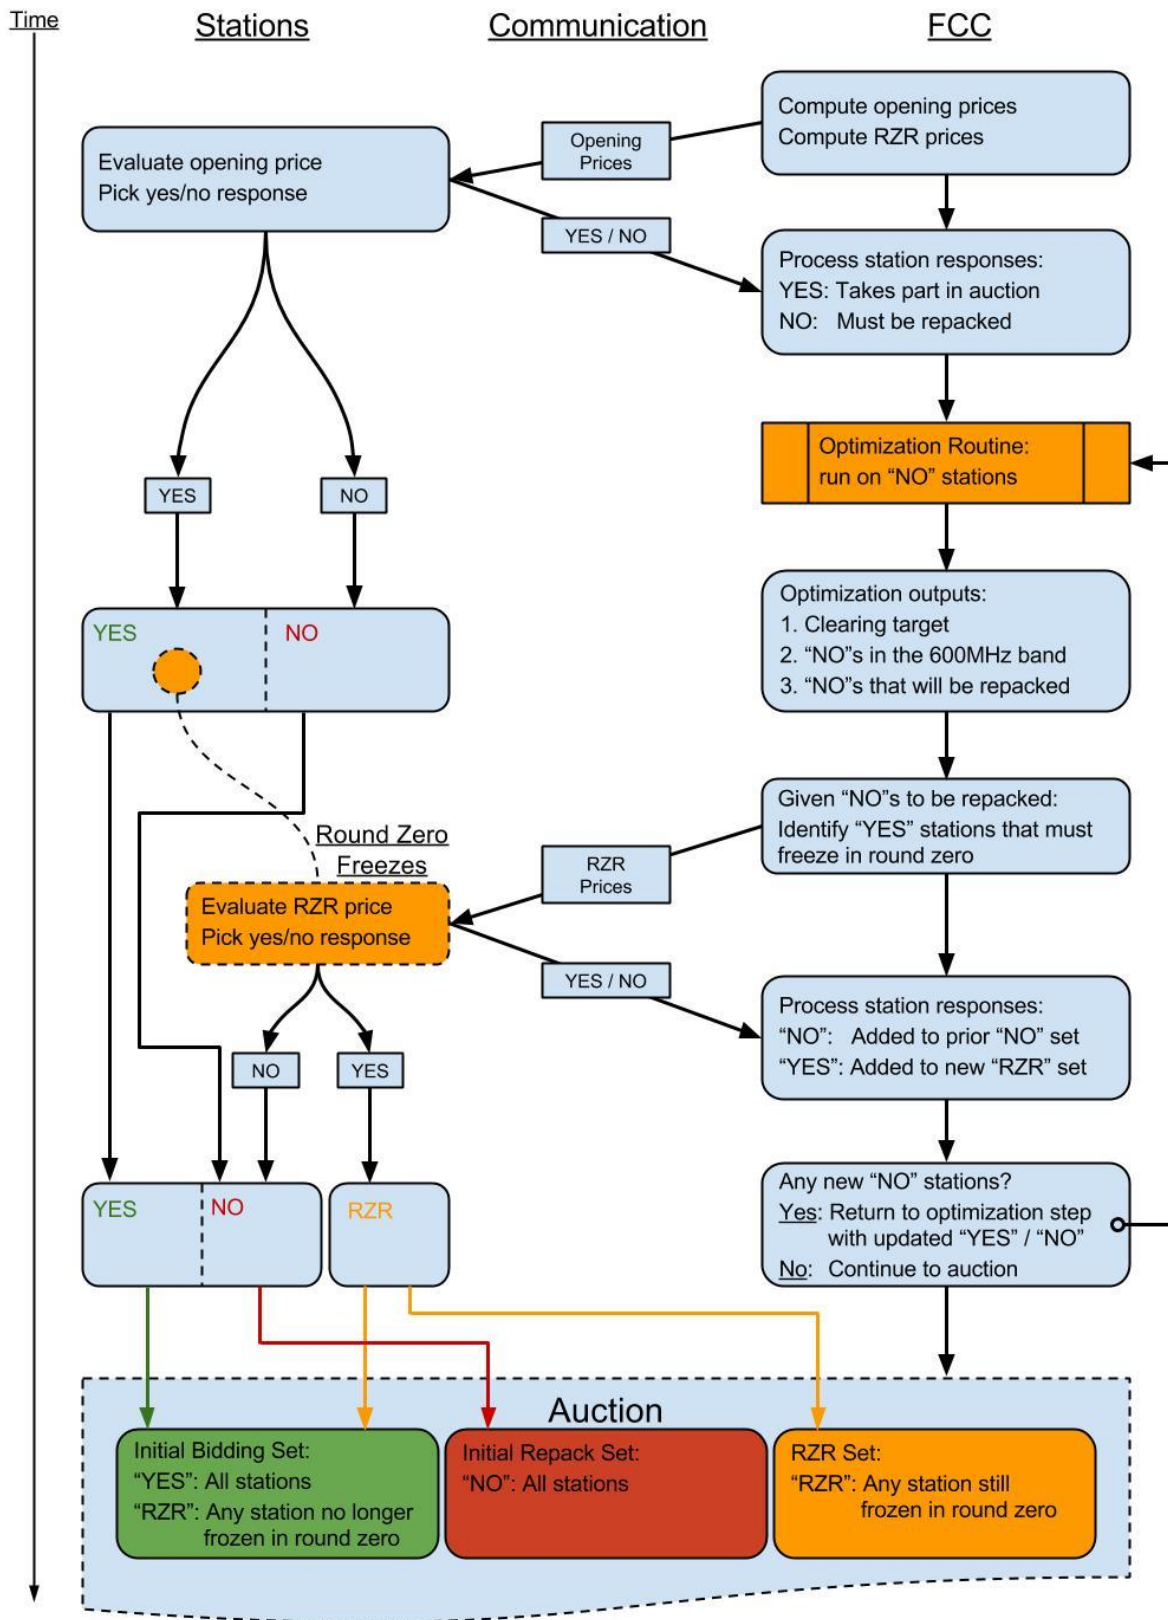 Time
Stations
Communication
FCC
Compute opening prices
Compute RZR prices
Opening
Prices
Evaluate opening price
Pick yes/no response
YES / NO
Process station responses:
YES: Takes part in auction
NO: Must be repacked
Optimization Routine:
run on “NO” stations
YES
NO
Optimization outputs:
1. Clearing target
2. “NO”s in the 600MHz band
3. “NO”s that will be repacked
YES
NO
Given “NO”s to be repacked:
Identify “YES” stations that must
freeze in round zero
Round Zero
Freezes
RZR
Prices
Evaluate RZR price
Pick yes/no response
YES / NO
Process station responses:
“NO”: Added to prior “NO” set
“YES”: Added to new “RZR” set
NO
YES
Any new “NO” stations?
Yes: Return to optimization step
with updated “YES” / “NO”
No: Continue to auction
YES
NO
RZR
Auction
Initial Bidding Set:
“YES”: All stations
“RZR”: Any station no longer
frozen in round zero
Initial Repack Set:
“NO”: All stations
RZR Set:
“RZR”: Any station still
frozen in round zero